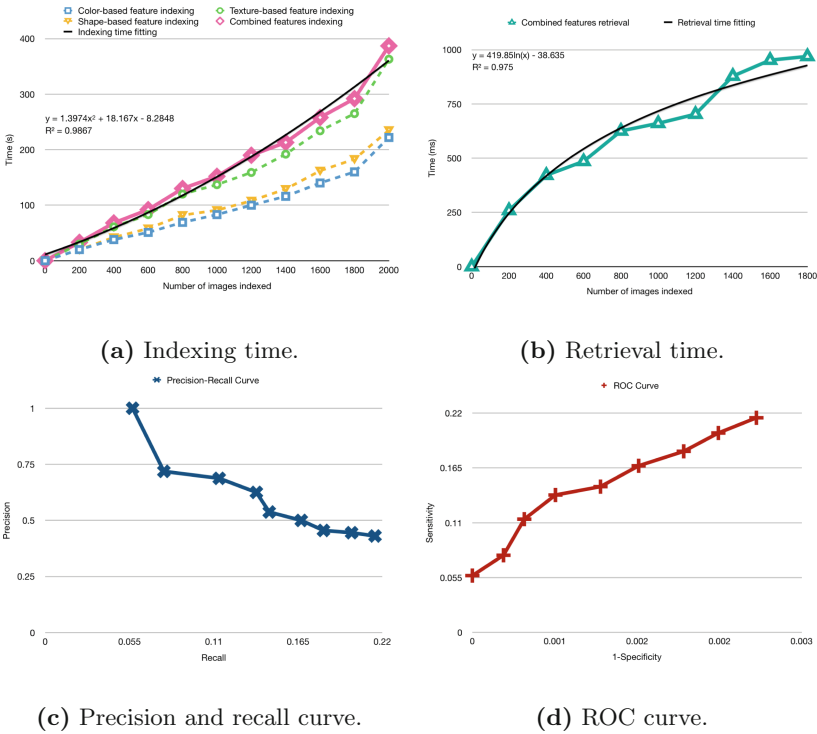 Color-based feature indexing
Texture-based feature indexing
Shape-based feature indexing
Combined features indexing
Indexing time fitting
400
300
200
100
0
Time (s)
y = 1.3974x² + 18.167x - 8.2848
R² = 0.9867
0 200 400 600 800 1000 1200 1400 1600 1800 2000
Number of images indexed
(a) Indexing time.
Combined features retrieval
Retrieval time fitting
1000
750
500
250
0
Time (ms)
y = 419.85ln(x) - 38.635
R² = 0.975
0 200 400 600 800 1000 1200 1400 1600 1800
Number of images indexed
(b) Retrieval time.
Precision-Recall Curve
1
0.75
0.5
0.25
0
Precision
0 0.055 0.11 0.165 0.22
Recall
(c) Precision and recall curve.
ROC Curve
0.22
0.165
0.11
0.055
0
Sensitivity
0 0.001 0.002 0.002 0.003
1-Specificity
(d) ROC curve.